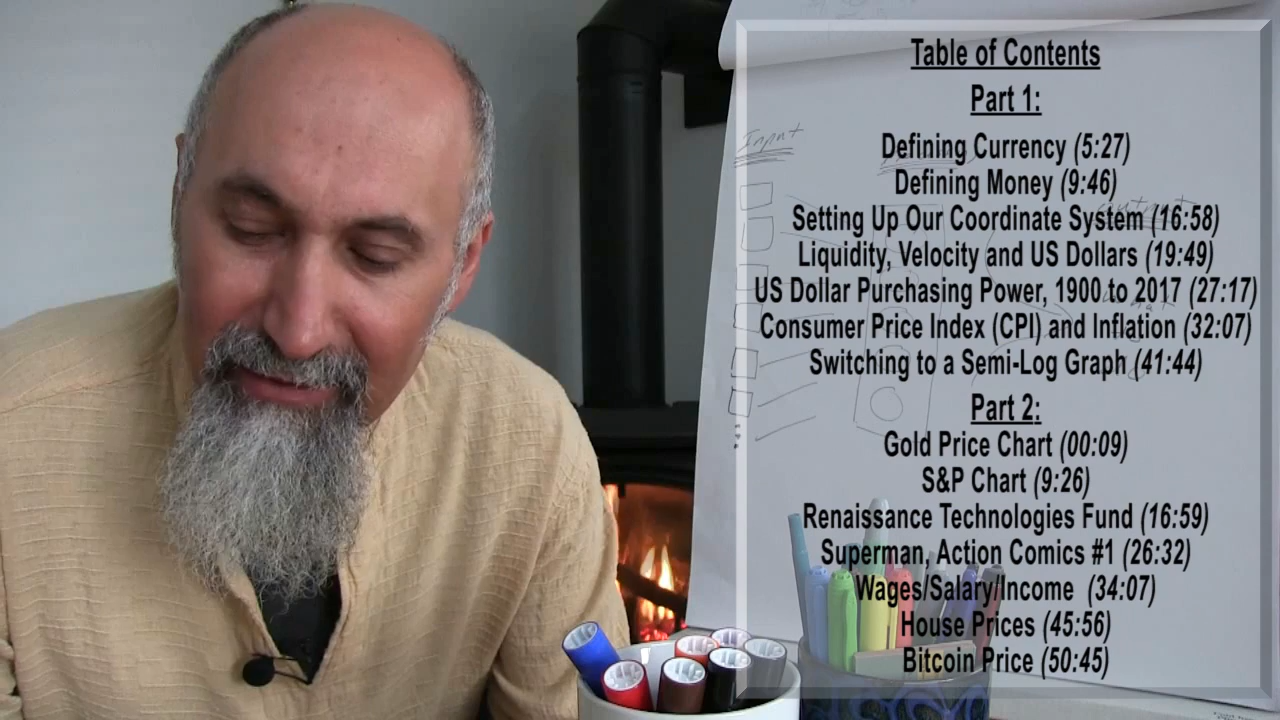 Table of Contents
Part 1:
Input
Defining Currency (5:27)
Defining Money (9:46)
Setting Up Our Coordinate System (16:58)
Liquidity, Velocity and US Dollars (19:49)
US Dollar Purchasing Power, 1900 to 2017 (27:17)
Consumer Price Index (CPI) and Inflation (32:07)
Switching to a Semi-Log Graph (41:44)
Part 2:
Gold Price Chart (00:09)
S&P Chart (9:26)
Renaissance Technologies Fund (16:59)
Superman, Action Comics #1 (26:32)
Wages/Salary/Income (34:07)
House Prices (45:56)
Bitcoin Price (50:45)